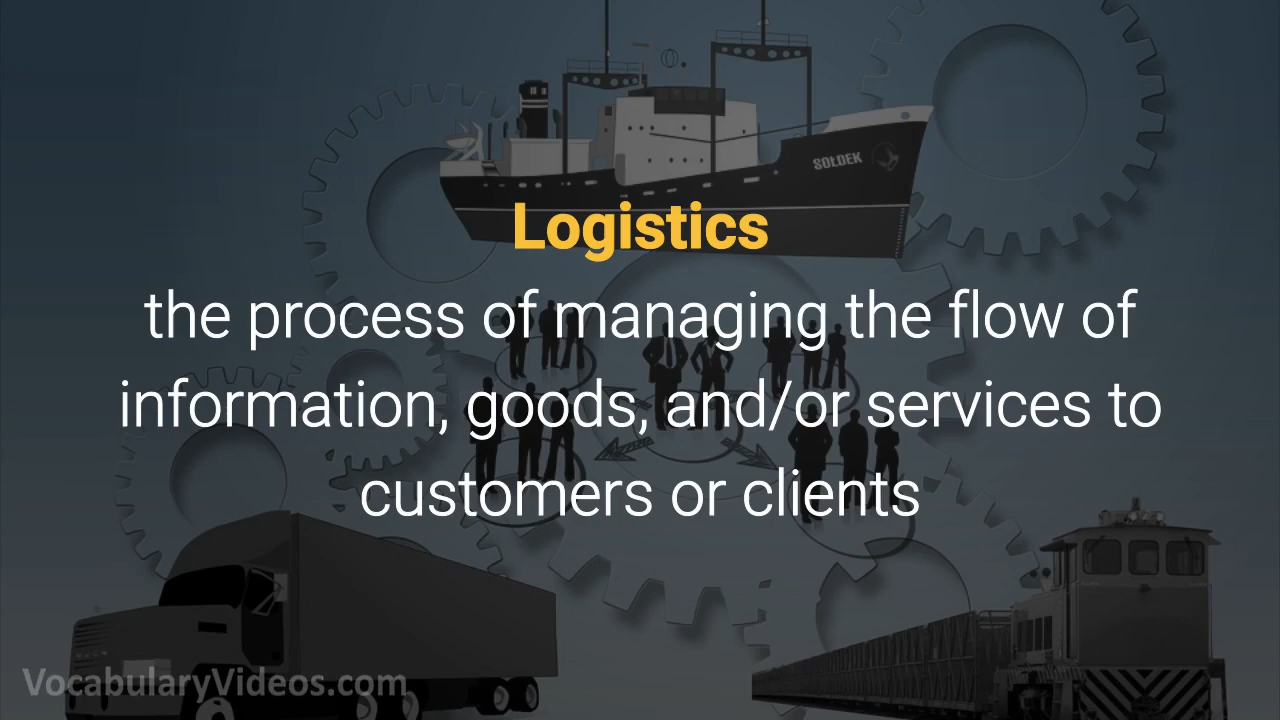 SOŁDEK
Logistics
the process of managing the flow of
information, goods, and/or services to
customers or clients
VocabularyVideos.com